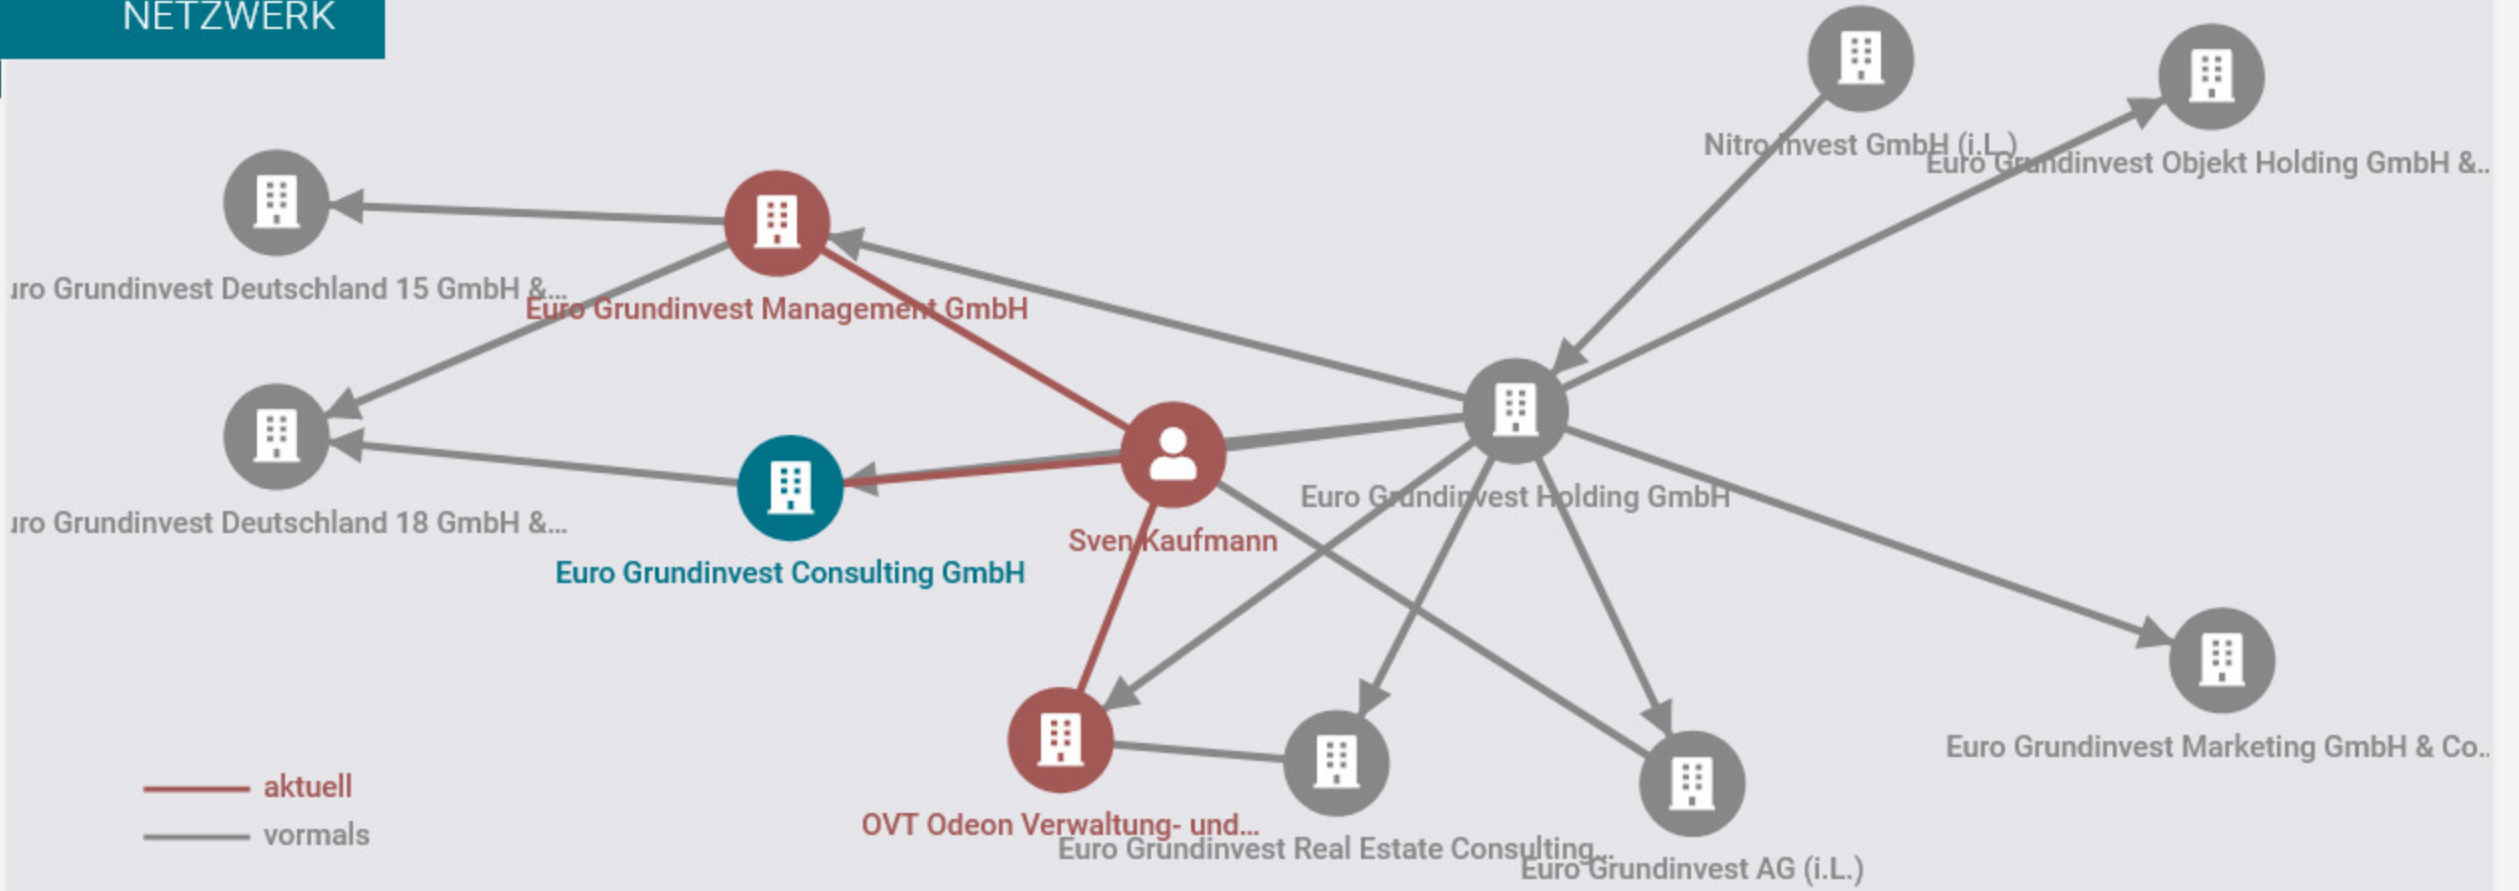 NETZWERK
Nitro Invest GmbH (i.L.)
Euro Grundinvest Objekt Holding GmbH &..
uro Grundinvest Deutschland 15 GmbH &...
Euro Grundinvest Management GmbH
Euro Grundinvest Holding GmbH
uro Grundinvest Deutschland 18 GmbH &...
Sven Kaufmann
Euro Grundinvest Consulting GmbH
Euro Grundinvest Marketing GmbH & Co..
aktuell
OVT Odeon Verwaltung- und...
vormals
Euro Grundinvest Real Estate Consulting...
Euro Grundinvest AG (i.L.)